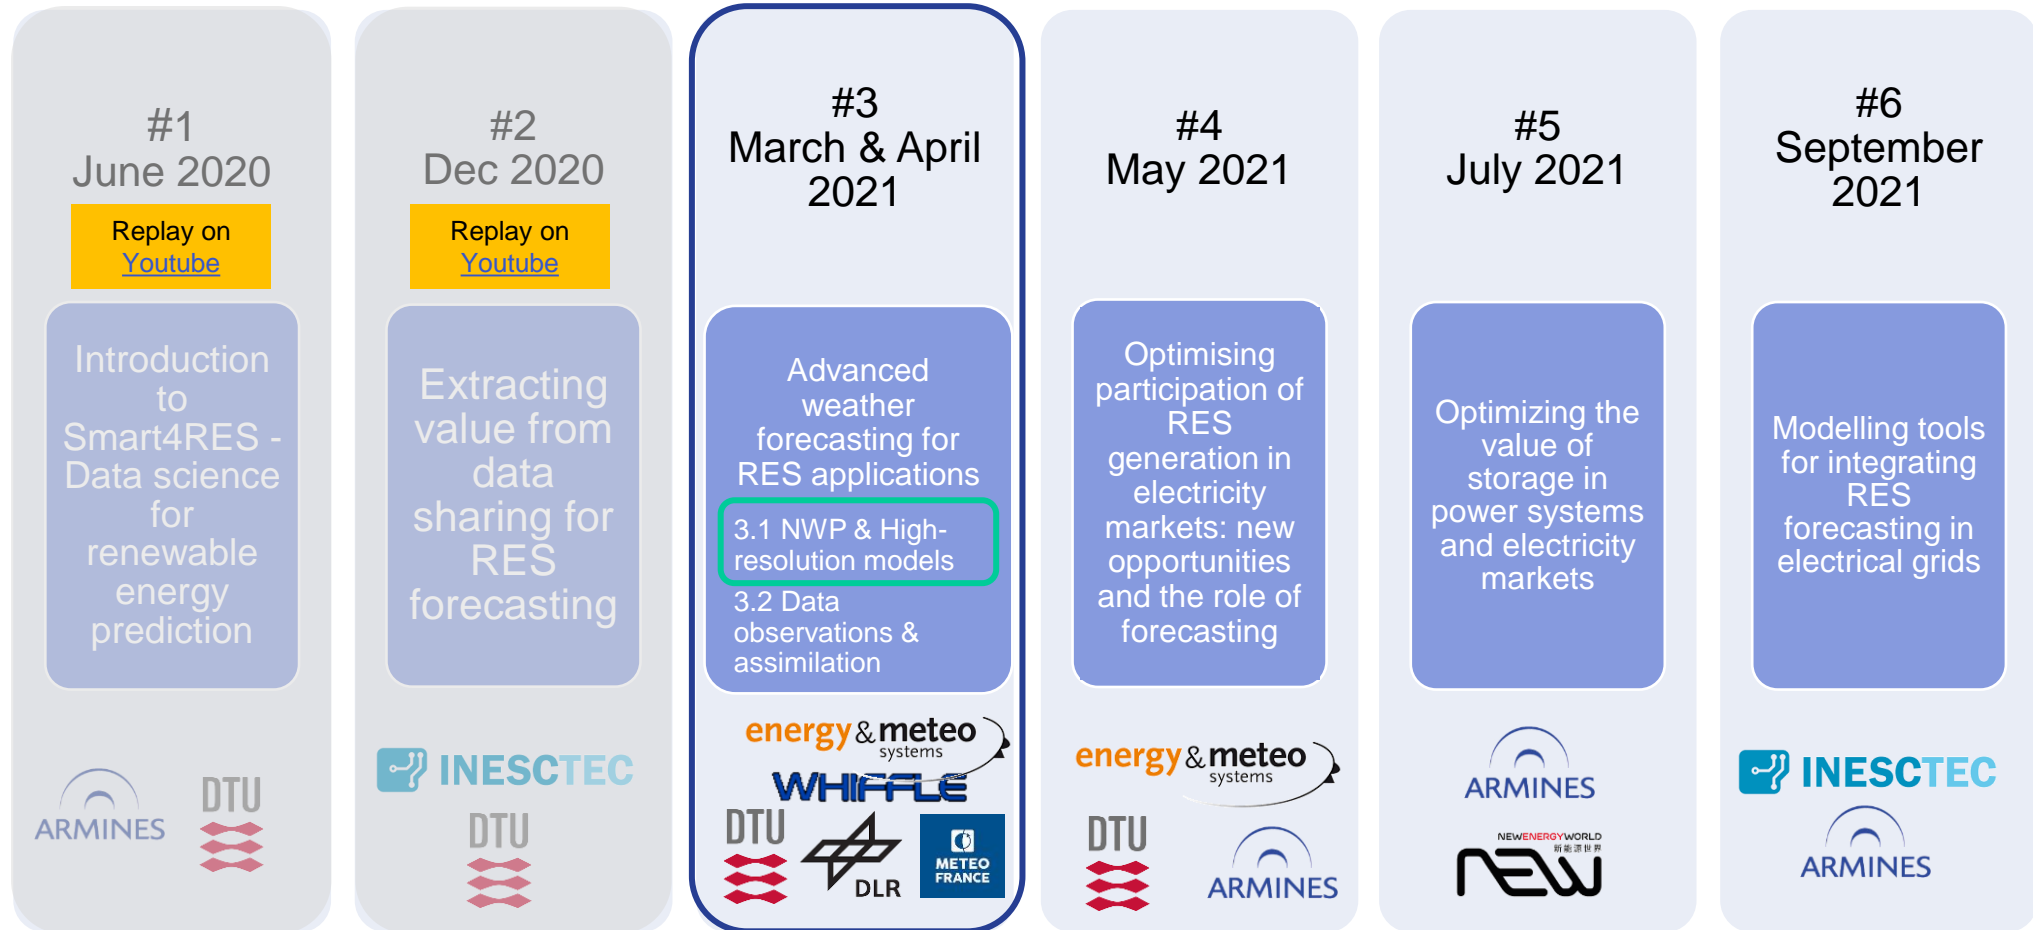 #1
June 2020
Replay on
Youtube
Introduction
to
Smart4RES -
Data science
for
renewable
energy
prediction
ARMINES
DTU
#2
Dec 2020
Replay on
Youtube
Extracting
value from
data
sharing for
RES
forecasting
INESCTEC
DTU
#3
March & April
2021
Advanced
weather
forecasting for
RES applications
3.1 NWP & High-
resolution models
3.2 Data
observations &
assimilation
energy & meteo
systems
WHIFFLE
DTU
DLR
METEO
FRANCE
#4
May 2021
Optimising
participation of
RES
generation in
electricity
markets: new
opportunities
and the role of
forecasting
energy & meteo
systems
DTU
ARMINES
#5
July 2021
Optimizing the
value of
storage in
power systems
and electricity
markets
ARMINES
NEWENERGYWORLD
新能源世界
NEW
#6
September
2021
Modelling tools
for integrating
RES
forecasting in
electrical grids
INESCTEC
ARMINES